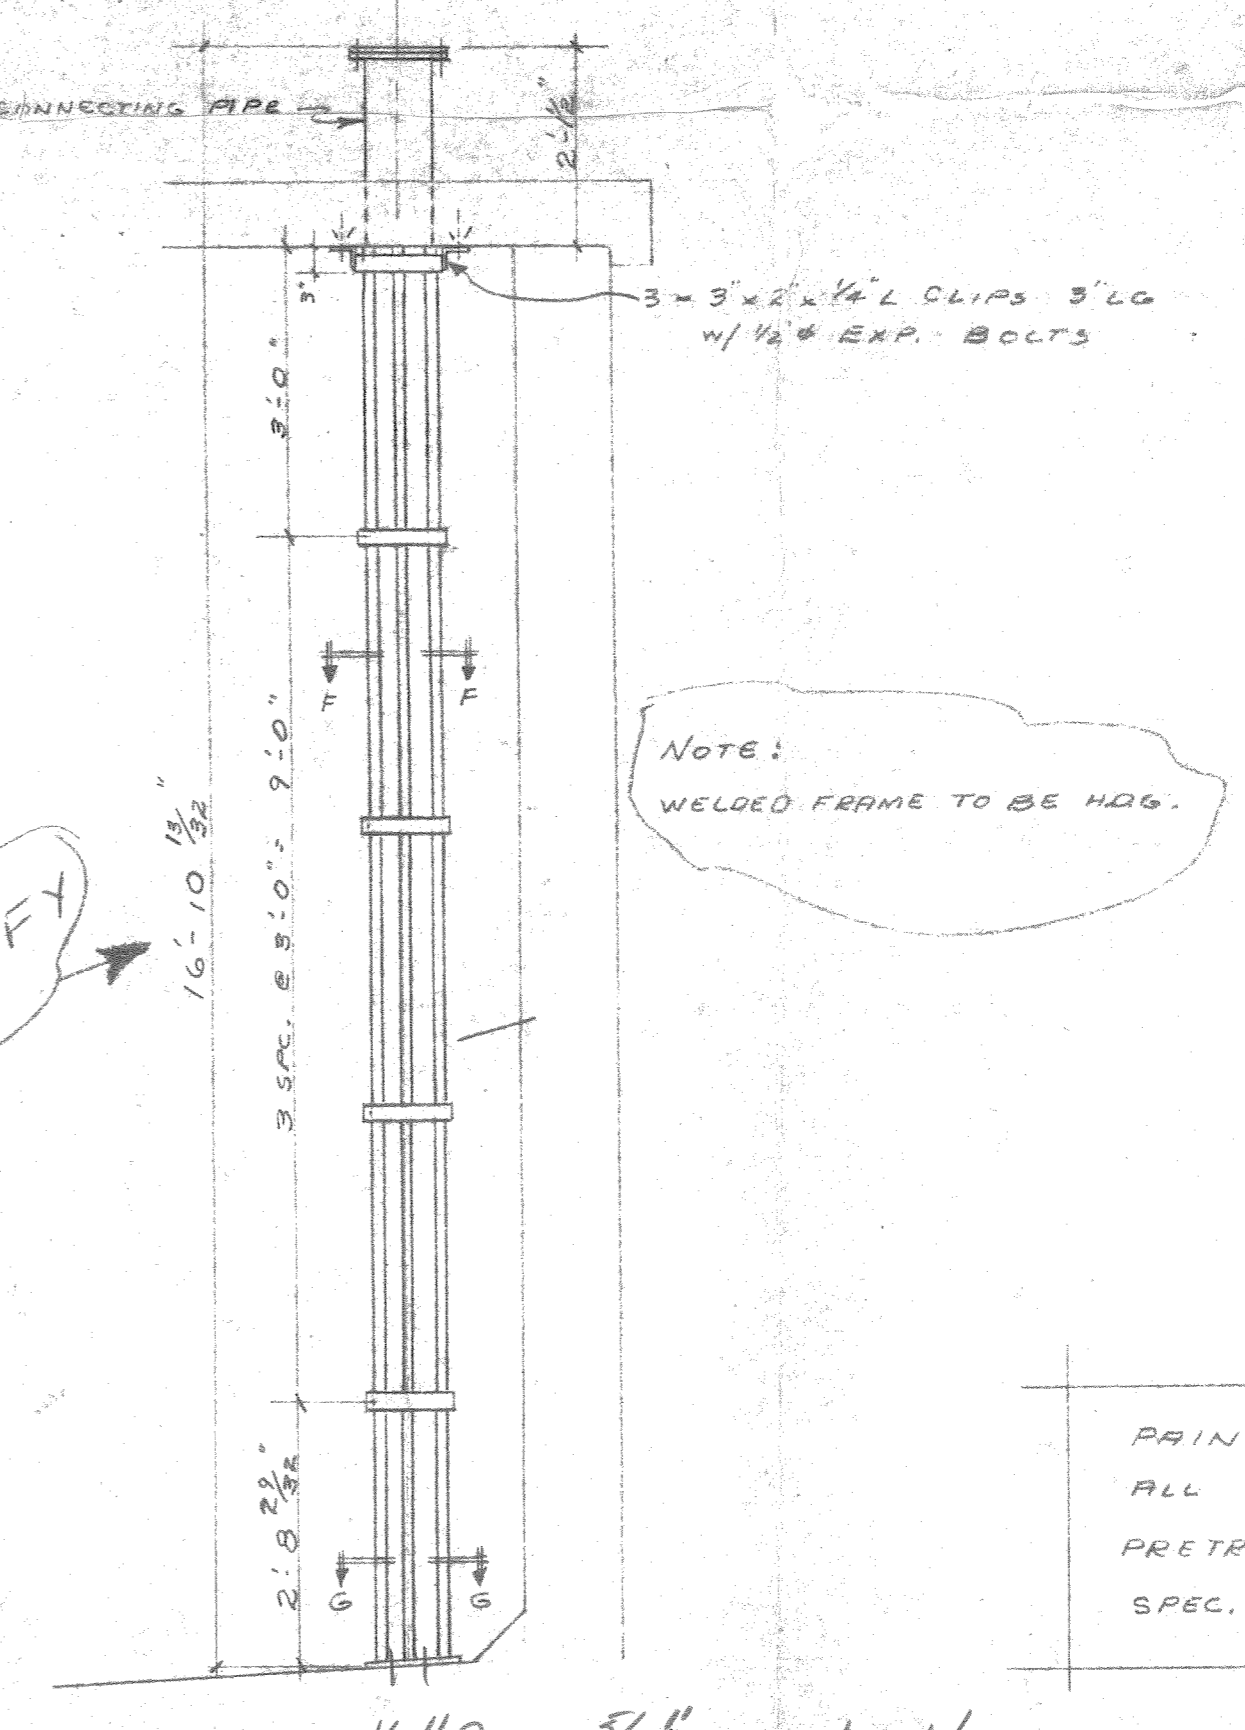 CONNECTING PIPE
2'-1/2"
3"
3 - 3" x 2" x 1/4" L CLIPS 3" LG
W/ 1/2" ø EXP. BOLTS
3'-0"
F
F
NOTE:
WELDED FRAME TO BE H.D.G.
16'-10 13/32"
3 SPC. @ 3'-0" = 9'-0"
FY
2'-8 29/32"
G
G
PAIN
ALL
PRETR
SPEC.